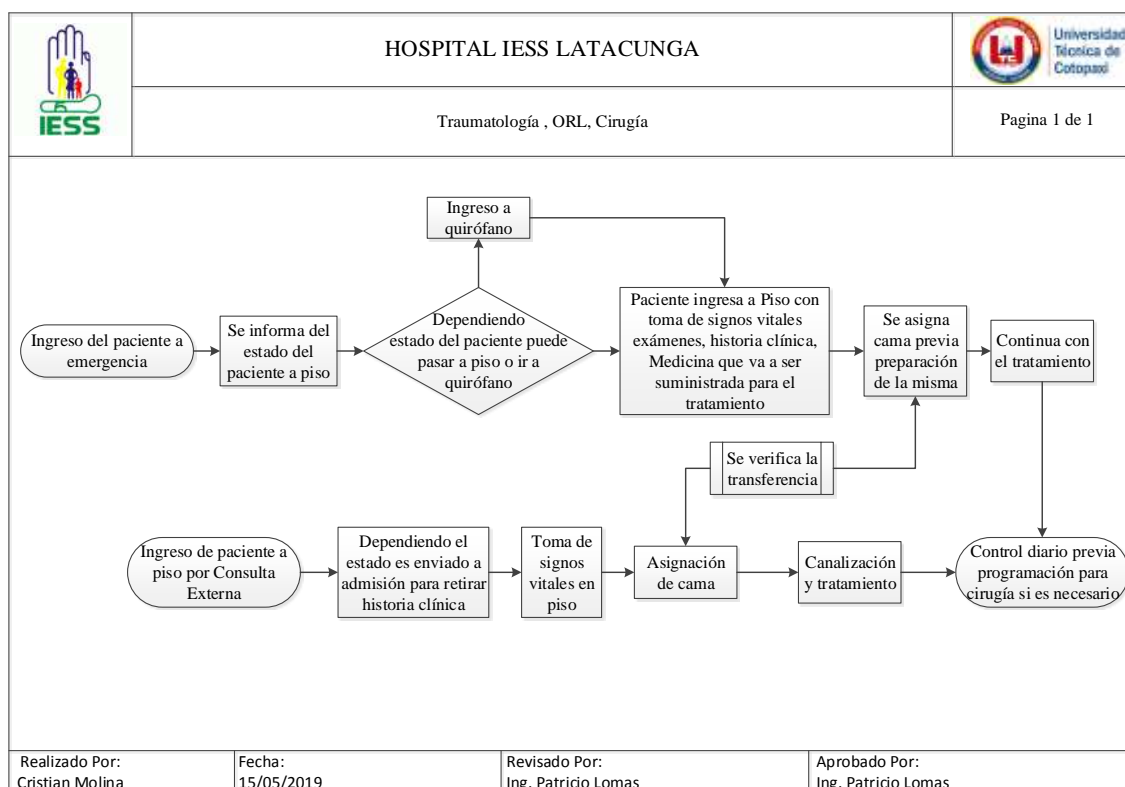 HOSPITAL IESS LATACUNGA
IESS
Universidad
Técnica de
Cotopaxi
Traumatología , ORL, Cirugía
Pagina 1 de 1
Ingreso a
quirófano
Ingreso del paciente a
emergencia
Se informa del
estado del
paciente a piso
Dependiendo
estado del paciente puede
pasar a piso o ir a
quirófano
Paciente ingresa a Piso con
toma de signos vitales
exámenes, historia clínica,
Medicina que va a ser
suministrada para el
tratamiento
Se asigna
cama previa
preparación
de la misma
Continua con
el tratamiento
Se verifica la
transferencia
Ingreso de paciente a
piso por Consulta
Externa
Dependiendo el
estado es enviado a
admisión para retirar
historia clínica
Toma de
signos
vitales en
piso
Asignación
de cama
Canalización
y tratamiento
Control diario previa
programación para
cirugía si es necesario
Realizado Por:
Cristian Molina
Fecha:
15/05/2019
Revisado Por:
Ing. Patricio Lomas
Aprobado Por:
Ing. Patricio Lomas